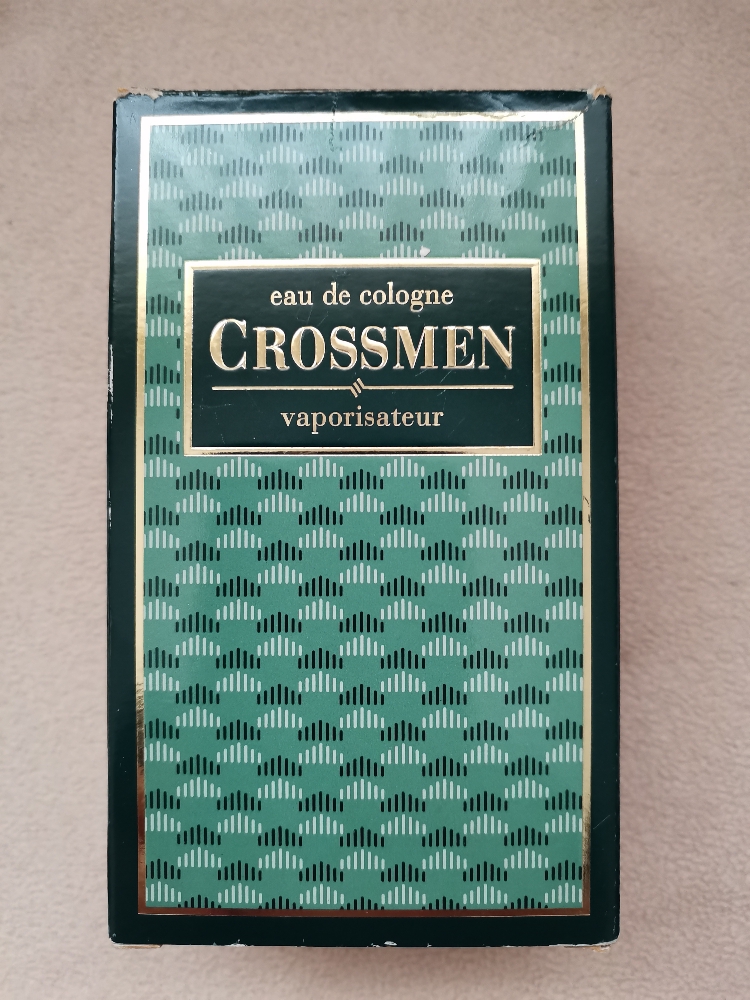 eau de cologne
CROSSMEN
vaporisateur